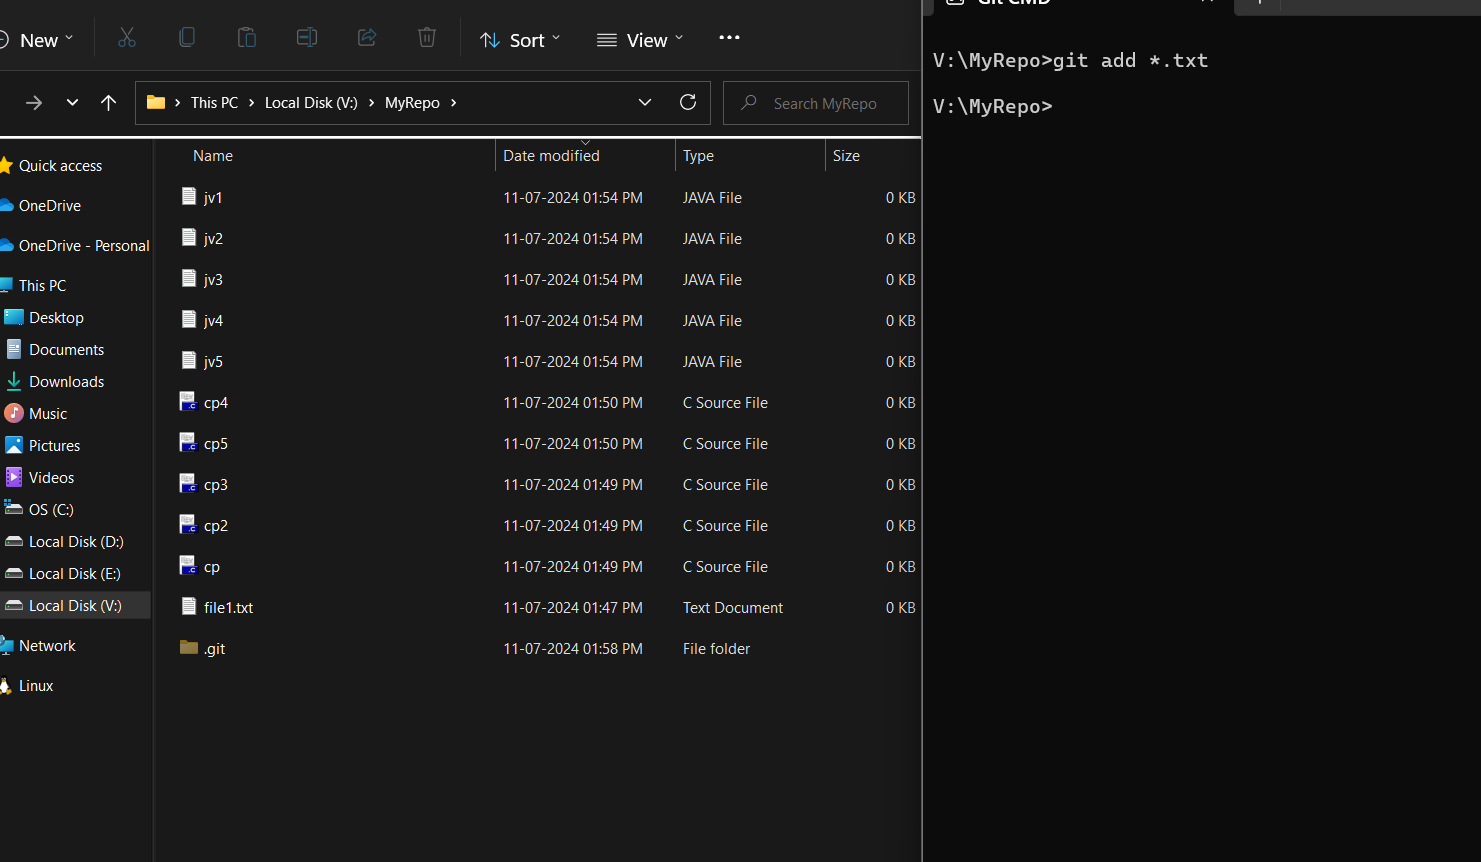 New
Sort
View
This PC
Local Disk (V:)
MyRepo
Search MyRepo
Quick access
OneDrive
OneDrive - Personal
This PC
Desktop
Documents
Downloads
Music
Pictures
Videos
OS (C:)
Local Disk (D:)
Local Disk (E:)
Local Disk (V:)
Network
Linux
Name Date modified Type Size
jv1 11-07-2024 01:54 PM JAVA File 0 KB
jv2 11-07-2024 01:54 PM JAVA File 0 KB
jv3 11-07-2024 01:54 PM JAVA File 0 KB
jv4 11-07-2024 01:54 PM JAVA File 0 KB
jv5 11-07-2024 01:54 PM JAVA File 0 KB
cp4 11-07-2024 01:50 PM C Source File 0 KB
cp5 11-07-2024 01:50 PM C Source File 0 KB
cp3 11-07-2024 01:49 PM C Source File 0 KB
cp2 11-07-2024 01:49 PM C Source File 0 KB
cp 11-07-2024 01:49 PM C Source File 0 KB
file1.txt 11-07-2024 01:47 PM Text Document 0 KB
.git 11-07-2024 01:58 PM File folder
Git CMD
V:\MyRepo>git add *.txt
V:\MyRepo>